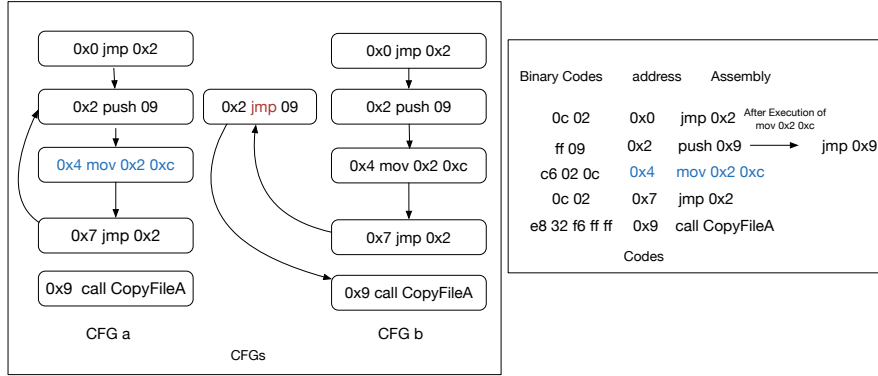 0x0 jmp 0x2
0x2 push 09
0x4 mov 0x2 0xc
0x7 jmp 0x2
0x9 call CopyFileA
CFG a
0x2 jmp 09
0x0 jmp 0x2
0x2 push 09
0x4 mov 0x2 0xc
0x7 jmp 0x2
0x9 call CopyFileA
CFG b
CFGs
Binary Codes address Assembly
0c 02 0x0 jmp 0x2
After Execution of
mov 0x2 0xc
ff 09 0x2 push 0x9 jmp 0x9
c6 02 0c 0x4 mov 0x2 0xc
0c 02 0x7 jmp 0x2
e8 32 f6 ff ff 0x9 call CopyFileA
Codes